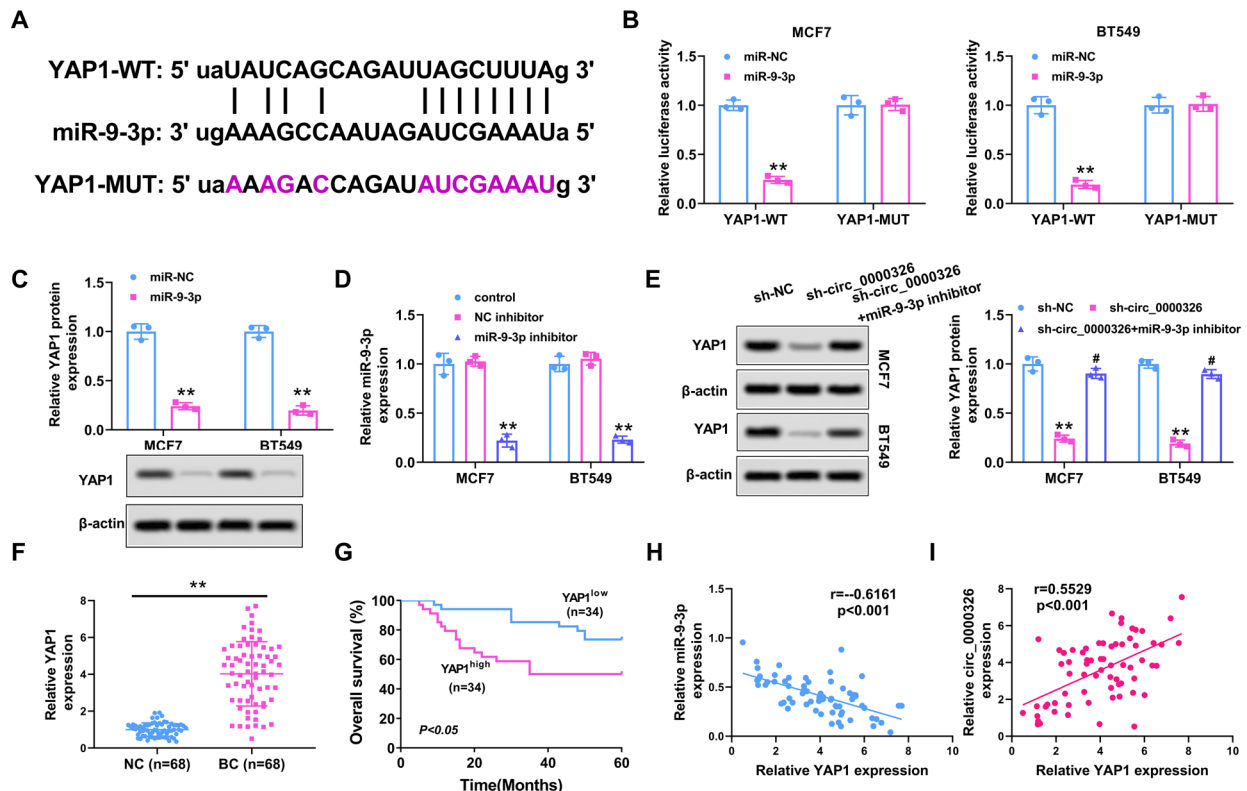 A
YAP1-WT: 5' uaUAUCAGCAGAUUAGCUUUAg 3'
miR-9-3p: 3' ugAAAGCCAAUAGAUCGAAAUa 5'
YAP1-MUT: 5' uaAAAGACCAGAUAUCGAAAUg 3'
B
MCF7
miR-NC
miR-9-3p
Relative luciferase activity
1.5
1.0
0.5
0.0
**
YAP1-WT
YAP1-MUT
BT549
miR-NC
miR-9-3p
Relative luciferase activity
1.5
1.0
0.5
0.0
**
YAP1-WT
YAP1-MUT
C
miR-NC
miR-9-3p
Relative YAP1 protein
expression
1.5
1.0
0.5
0.0
**
**
MCF7
BT549
YAP1
β-actin
D
control
NC inhibitor
miR-9-3p inhibitor
Relative miR-9-3p
expression
1.5
1.0
0.5
0.0
**
**
MCF7
BT549
E
sh-NC
sh-circ_0000326
sh-circ_0000326
+miR-9-3p inhibitor
YAP1
β-actin
MCF7
YAP1
β-actin
BT549
sh-NC
sh-circ_0000326
sh-circ_0000326+miR-9-3p inhibitor
Relative YAP1 protein
expression
1.5
1.0
0.5
0.0
**
#
**
#
MCF7
BT549
F
**
Relative YAP1
expression
10
8
6
4
2
0
NC (n=68)
BC (n=68)
G
Overall survival (%)
100
80
60
40
20
0
YAP1low
(n=34)
YAP1high
(n=34)
P<0.05
0
20
40
60
Time(Months)
H
r=--0.6161
p<0.001
Relative miR-9-3p
expression
1.5
1.0
0.5
0.0
0
2
4
6
8
10
Relative YAP1 expression
I
r=0.5529
p<0.001
Relative circ_0000326
expression
8
6
4
2
0
0
2
4
6
8
10
Relative YAP1 expression